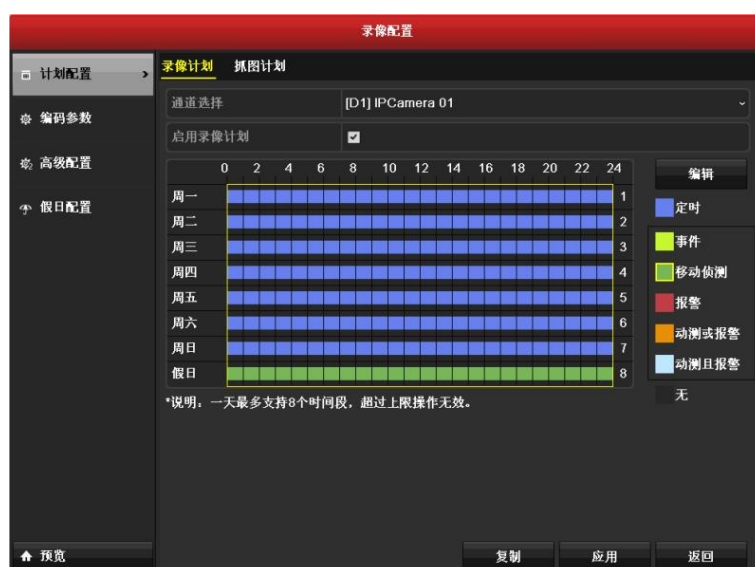 录像配置
计划配置 >
编码参数
高级配置
假日配置
录像计划 抓图计划
通道选择 [D1] IPCamera 01
启用录像计划
0 2 4 6 8 10 12 14 16 18 20 22 24
编辑
周一 1
周二 2
周三 3
周四 4
周五 5
周六 6
周日 7
假日 8
定时
事件
移动侦测
报警
动测或报警
动测且报警
无
*说明：一天最多支持8个时间段，超过上限操作无效。
预览
复制 应用 返回